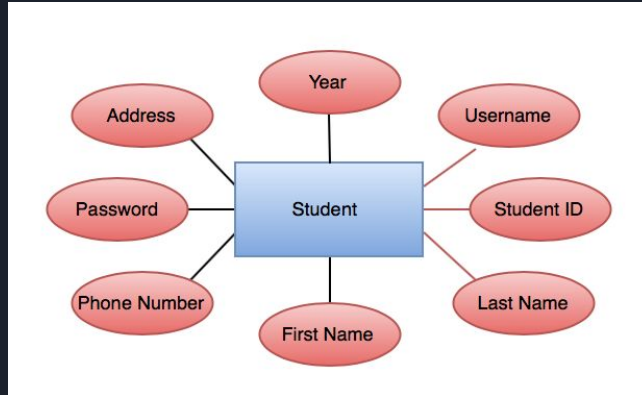 Year
Address
Username
Password
Student
Student ID
Phone Number
Last Name
First Name